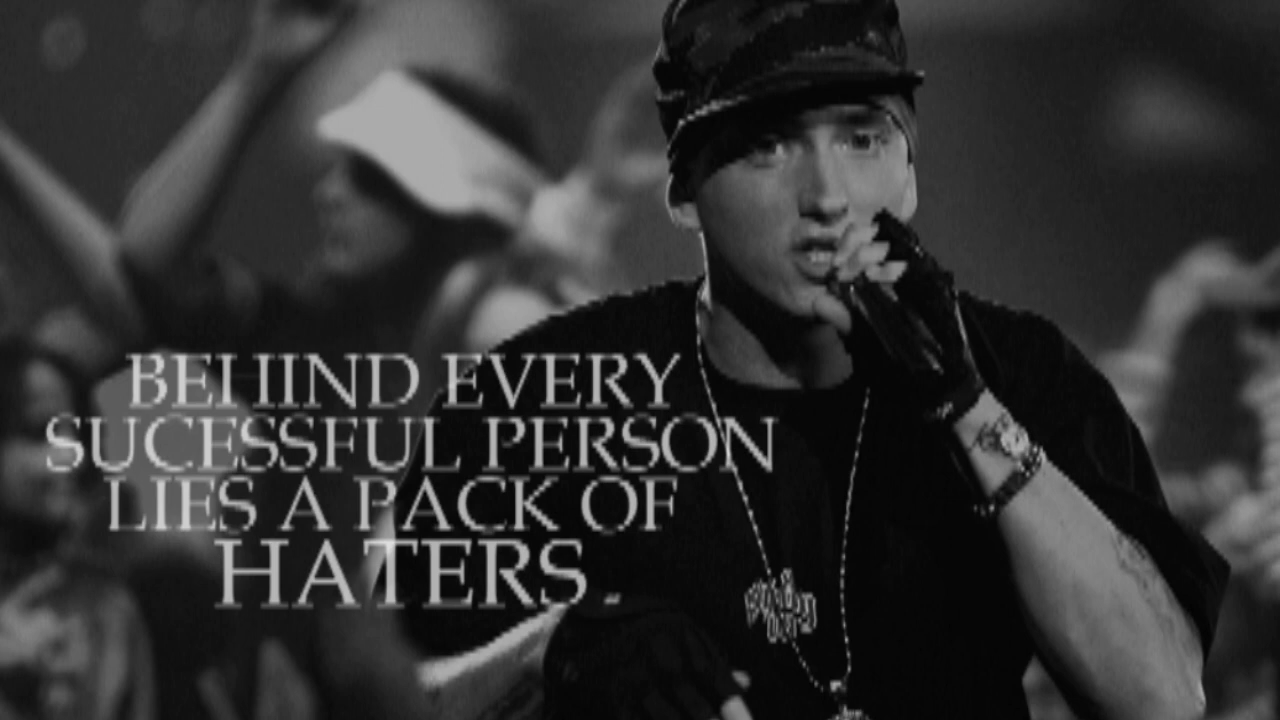 BEHIND EVERY
SUCESSFUL PERSON
LIES A PACK OF
HATERS.